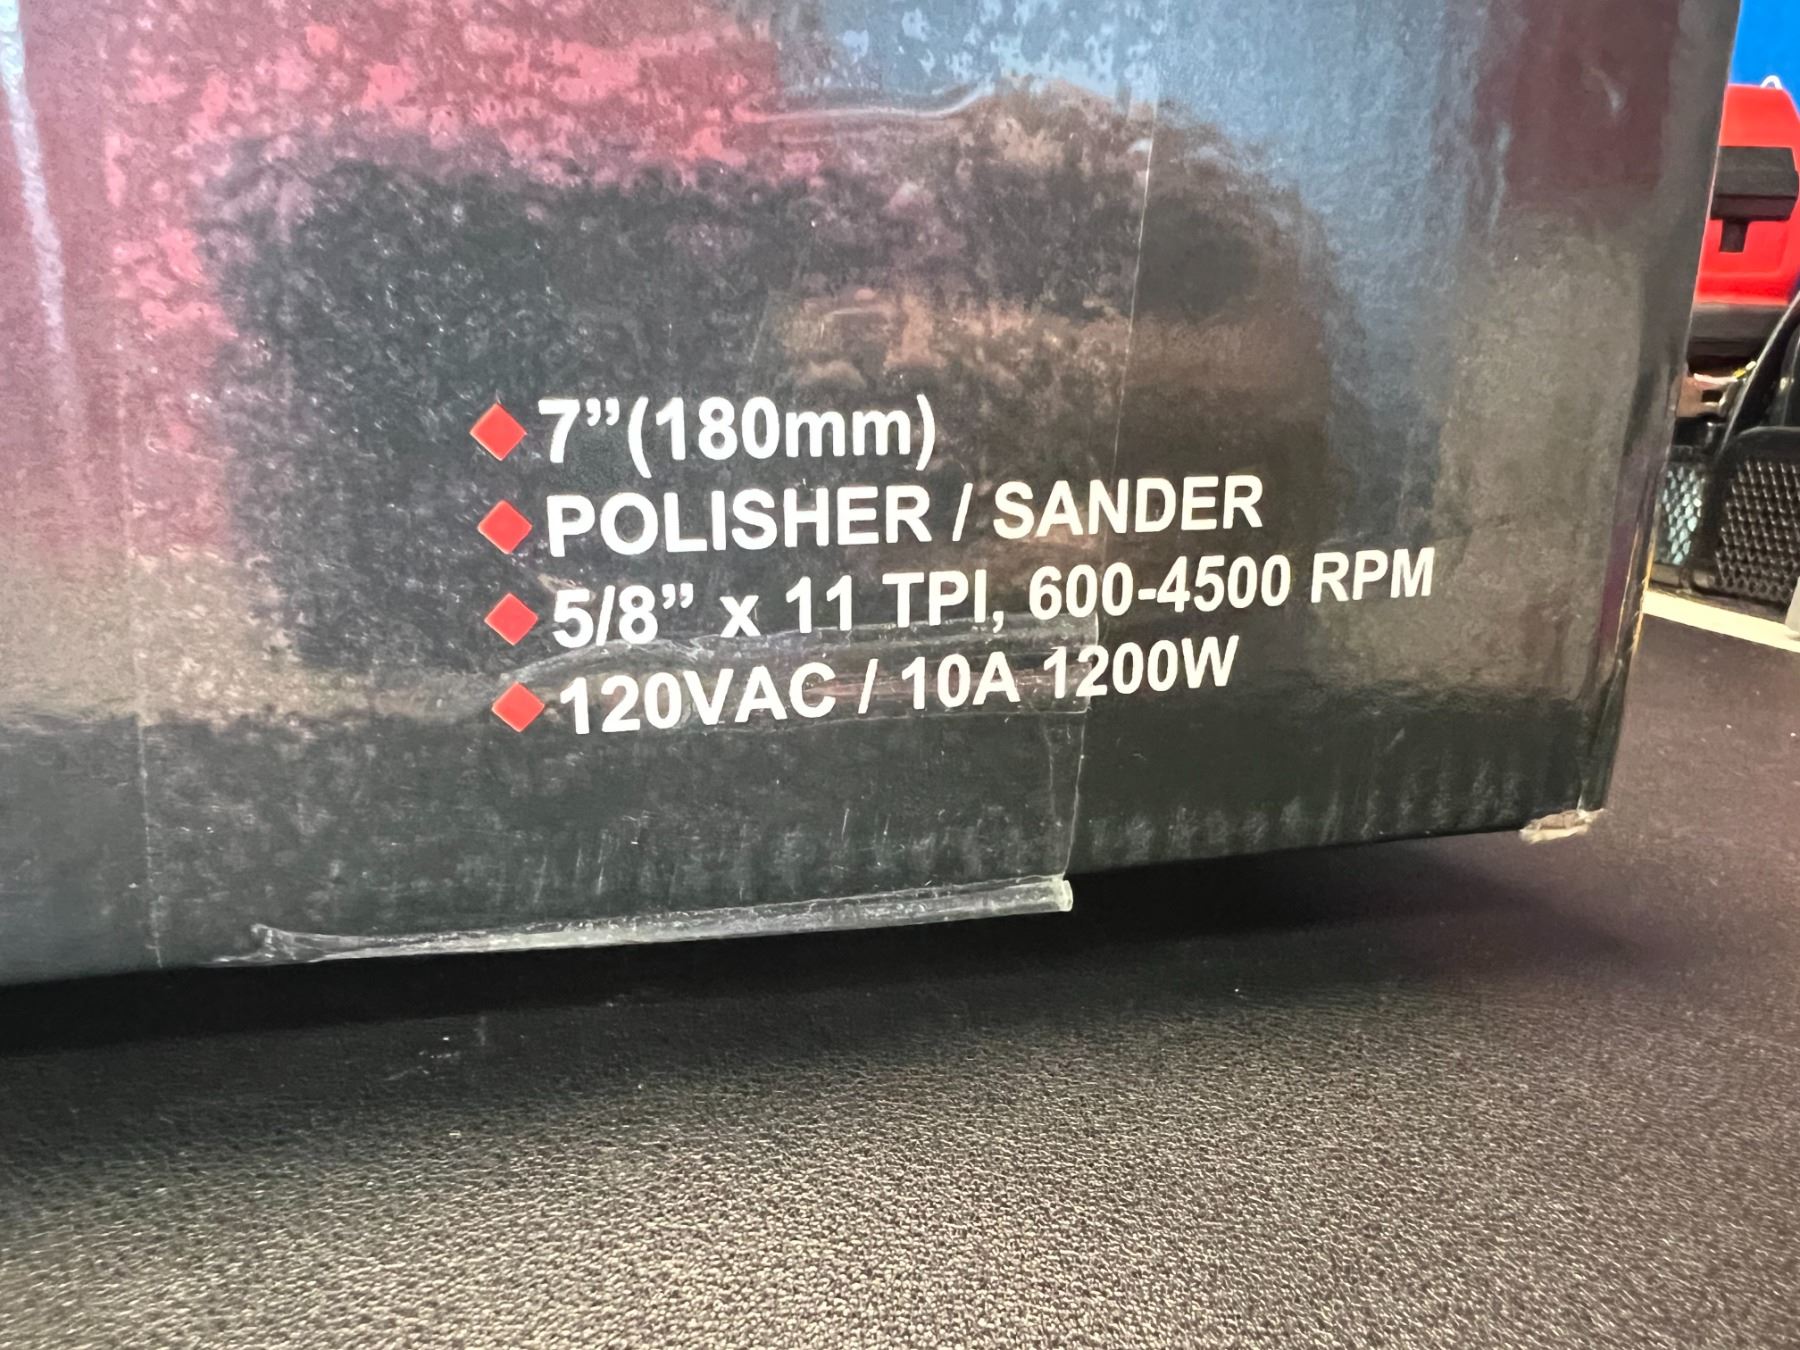 7”(180mm)
POLISHER / SANDER
5/8” x 11 TPI, 600-4500 RPM
120VAC / 10A 1200W